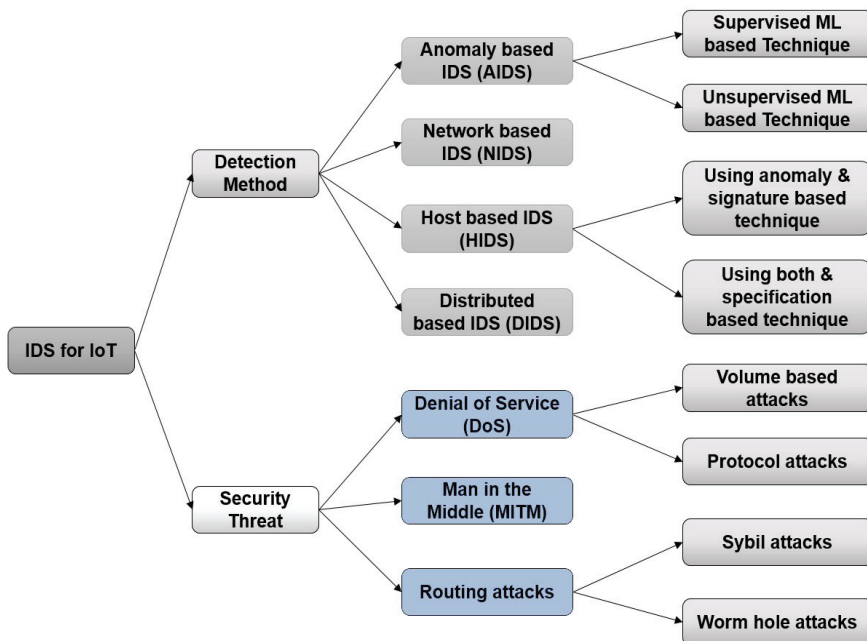 IDS for IoT
Detection
Method
Security
Threat
Anomaly based
IDS (AIDS)
Network based
IDS (NIDS)
Host based IDS
(HIDS)
Distributed
based IDS (DIDS)
Denial of Service
(DoS)
Man in the
Middle (MITM)
Routing attacks
Supervised ML
based Technique
Unsupervised ML
based Technique
Using anomaly &
signature based
technique
Using both &
specification
based technique
Volume based
attacks
Protocol attacks
Sybil attacks
Worm hole attacks